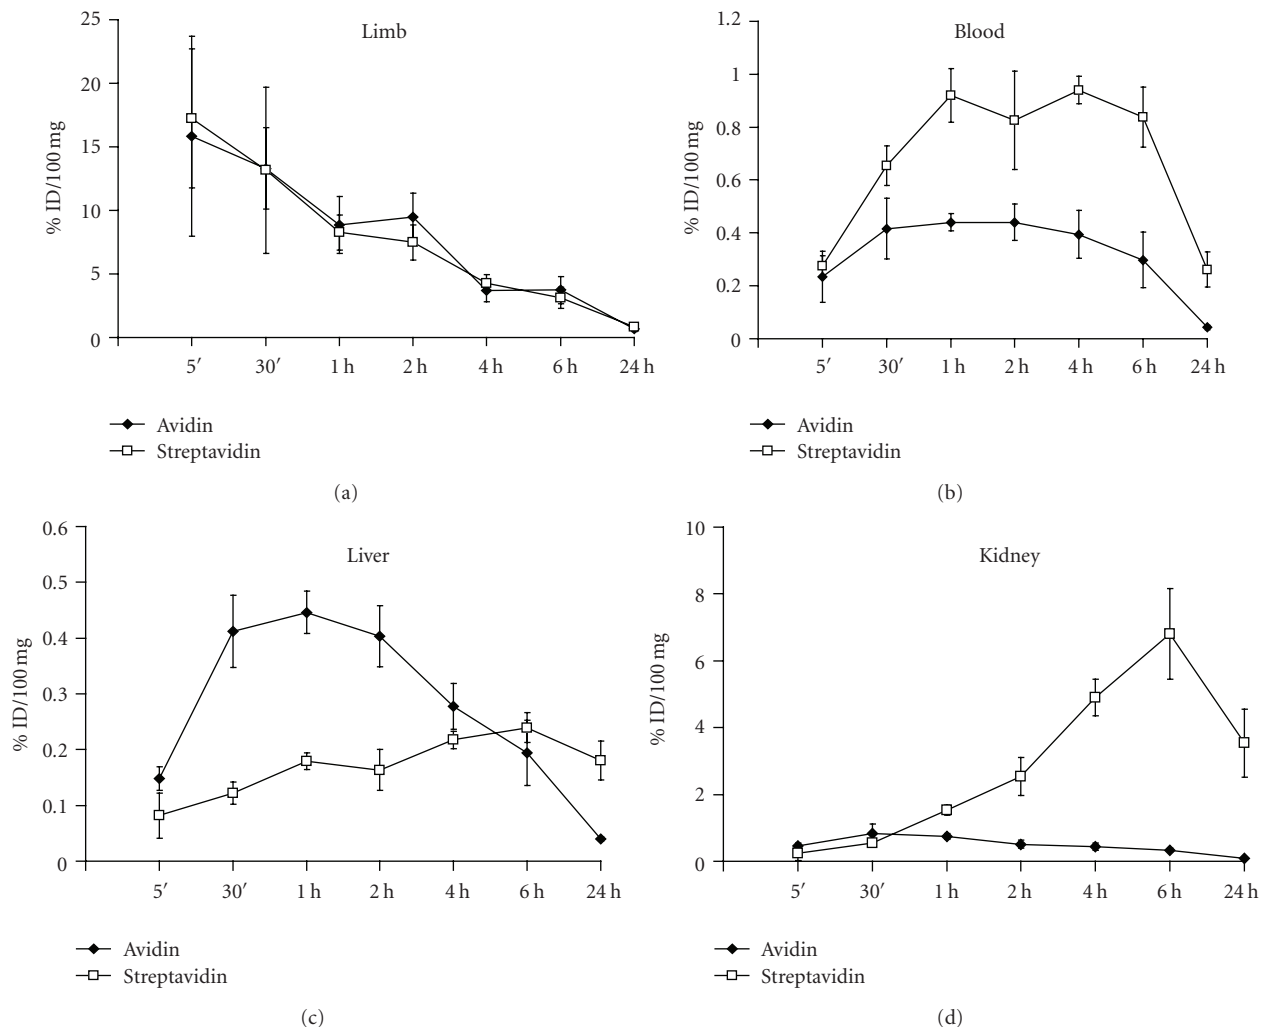 Limb
% ID/100 mg
25
20
15
10
5
0
5′ 30′ 1 h 2 h 4 h 6 h 24 h
Avidin
Streptavidin
(a)
Blood
% ID/100 mg
1.2
1
0.8
0.6
0.4
0.2
0
5′ 30′ 1 h 2 h 4 h 6 h 24 h
Avidin
Streptavidin
(b)
Liver
% ID/100 mg
0.6
0.5
0.4
0.3
0.2
0.1
0
5′ 30′ 1 h 2 h 4 h 6 h 24 h
Avidin
Streptavidin
(c)
Kidney
% ID/100 mg
10
8
6
4
2
0
5′ 30′ 1 h 2 h 4 h 6 h 24 h
Avidin
Streptavidin
(d)